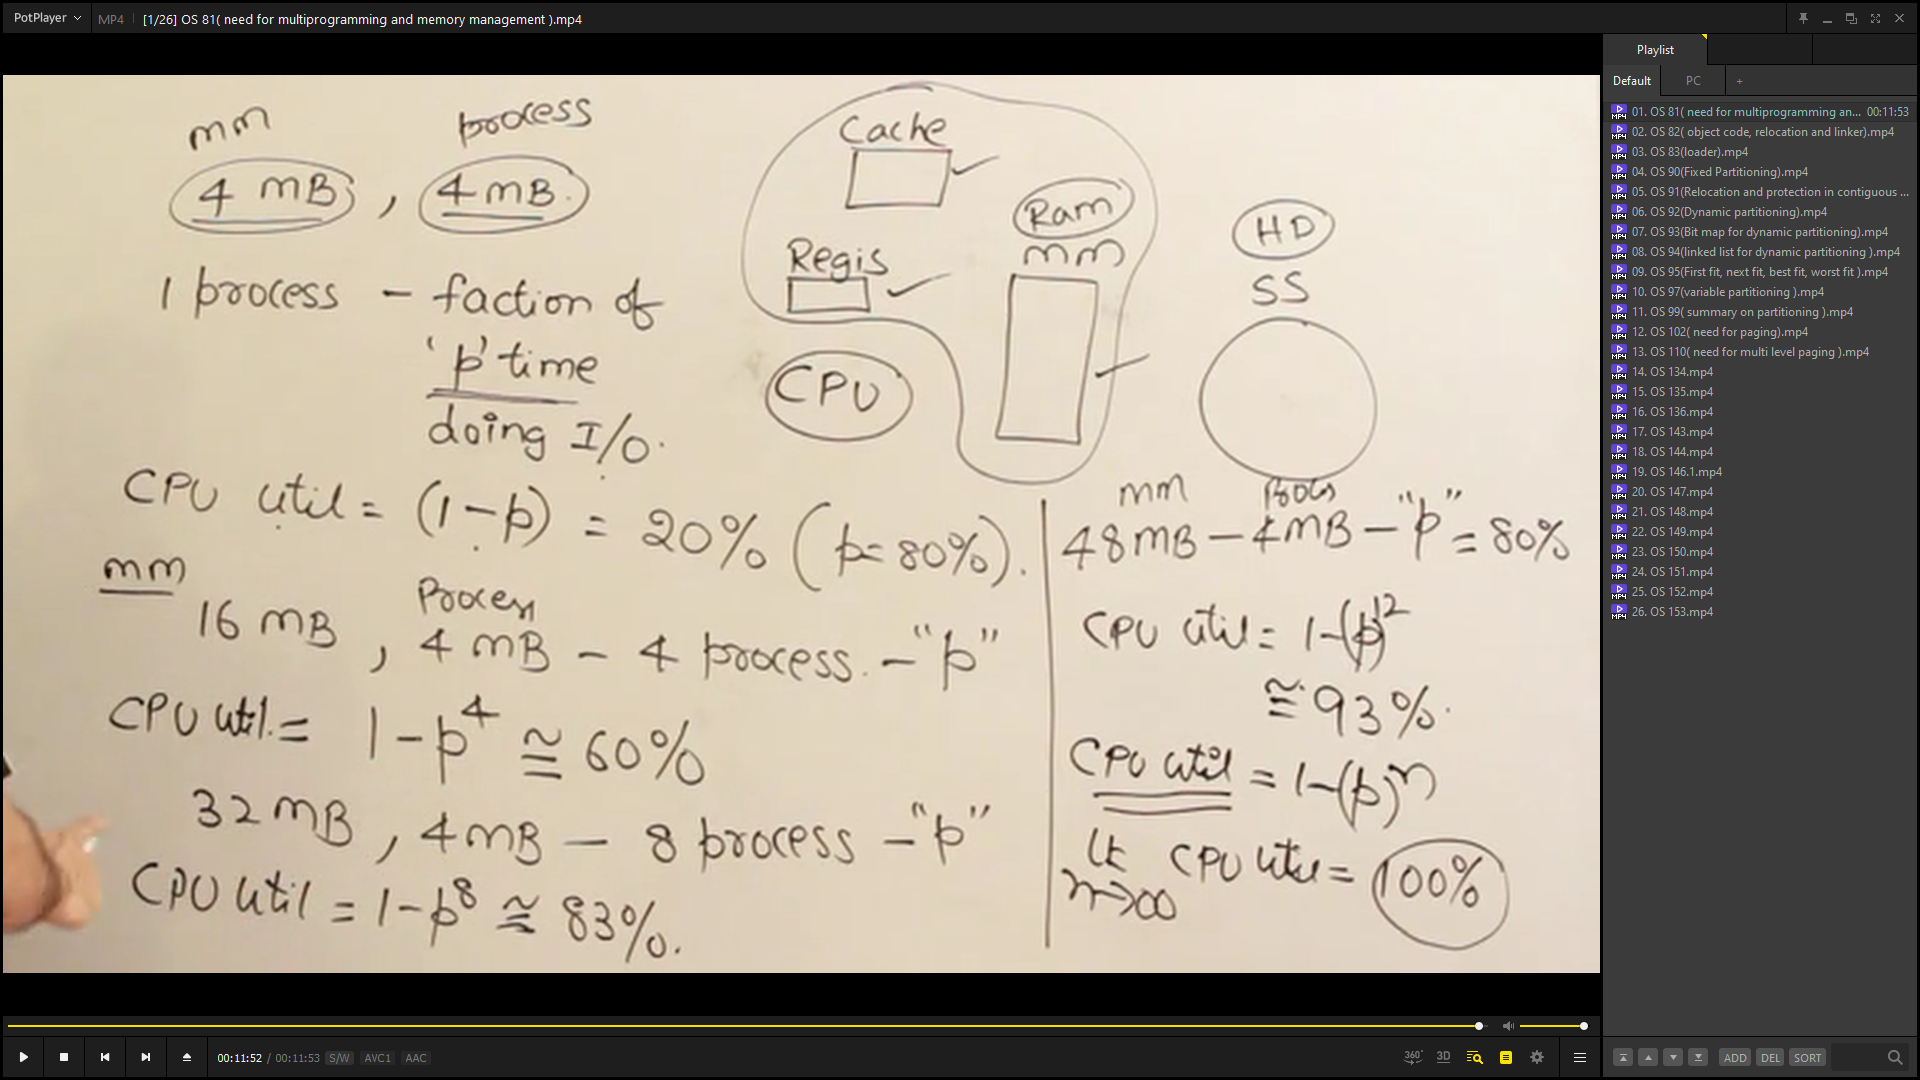 PotPlayer MP4 [1/26] OS 81( need for multiprogramming and memory management ).mp4
mm process
4 MB , 4 MB.
1 process - faction of
'p' time
doing I/O.
CPU util = (1-p) = 20% (p=80%).
mm Process
16 MB , 4 MB - 4 process. - "p"
CPU util. = 1-p⁴ ≅ 60%
32 MB , 4 MB - 8 process - "p"
CPU util = 1-p⁸ ≅ 83%.
Cache
Regis
Ram
mm
CPU
HD
SS
mm Process
48 MB - 4 MB - "p" = 80%
CPU util = 1-(p)¹²
≅ 93%.
CPU util = 1-(p)ⁿ
Lt CPU util = 100%
n→∞
Playlist
Default PC +
01. OS 81( need for multiprogramming an... 00:11:53
02. OS 82( object code, relocation and linker).mp4
03. OS 83(loader).mp4
04. OS 90(Fixed Partitioning).mp4
05. OS 91(Relocation and protection in contiguous ...
06. OS 92(Dynamic partitioning).mp4
07. OS 93(Bit map for dynamic partitioning).mp4
08. OS 94(linked list for dynamic partitioning ).mp4
09. OS 95(First fit, next fit, best fit, worst fit ).mp4
10. OS 97(variable partitioning ).mp4
11. OS 99( summary on partitioning ).mp4
12. OS 102( need for paging).mp4
13. OS 110( need for multi level paging ).mp4
14. OS 134.mp4
15. OS 135.mp4
16. OS 136.mp4
17. OS 143.mp4
18. OS 144.mp4
19. OS 146.1.mp4
20. OS 147.mp4
21. OS 148.mp4
22. OS 149.mp4
23. OS 150.mp4
24. OS 151.mp4
25. OS 152.mp4
26. OS 153.mp4
00:11:52 / 00:11:53 S/W AVC1 AAC
360° 3D
ADD DEL SORT